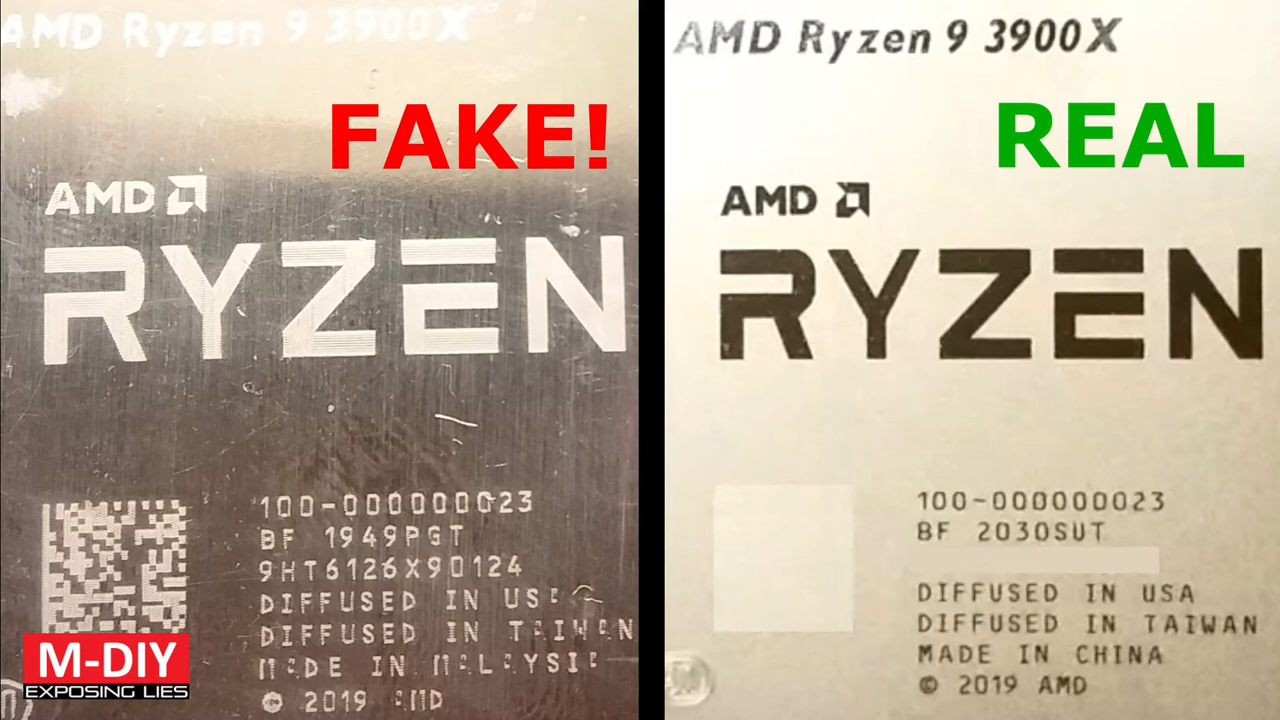 AMD Ryzen 9 3900X
FAKE!
AMD
RYZEN
100-000000023
BF 1949PGT
9HT6126X90124
DIFFUSED IN USA
DIFFUSED IN TAIWAN
MADE IN MALAYSIA
© 2019 AMD
M-DIY
EXPOSING LIES
AMD Ryzen 9 3900X
REAL
AMD
RYZEN
100-000000023
BF 2030SUT
DIFFUSED IN USA
DIFFUSED IN TAIWAN
MADE IN CHINA
© 2019 AMD